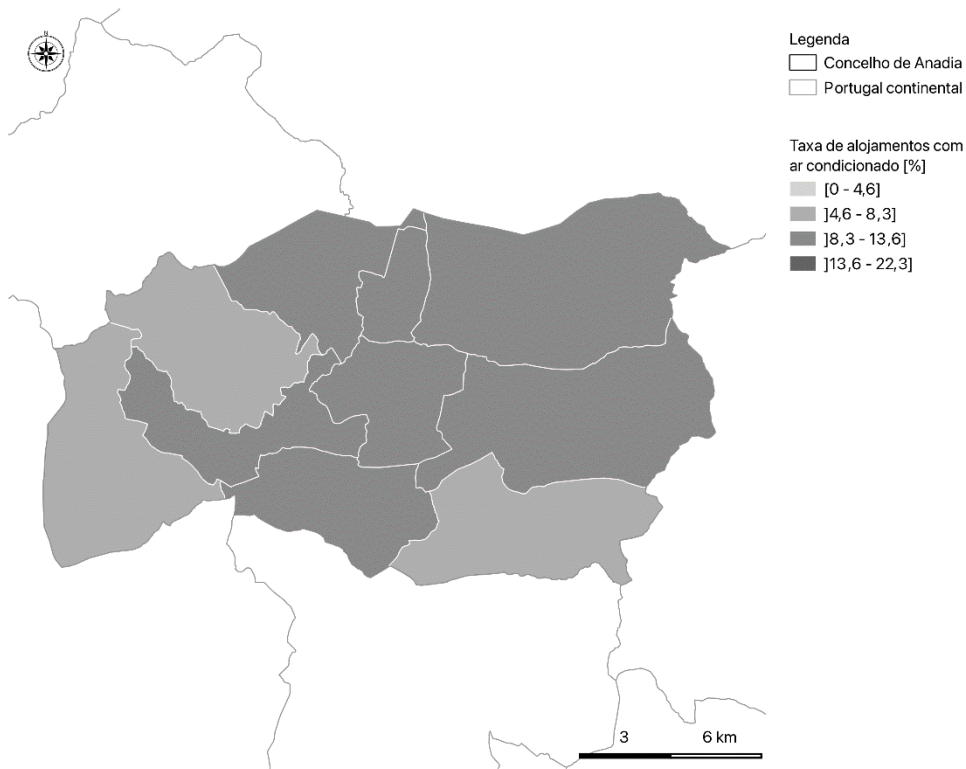 N
Legenda
Concelho de Anadia
Portugal continental
Taxa de alojamentos com
ar condicionado [%]
[0 - 4,6]
]4,6 - 8,3]
]8,3 - 13,6]
]13,6 - 22,3]
3 6 km